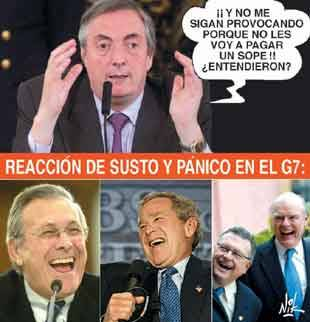 ¡¡Y NO ME
SIGAN PROVOCANDO
PORQUE NO LES
VOY A PAGAR
UN SOPE !!
¿ENTENDIERON?
REACCIÓN DE SUSTO Y PÁNICO EN EL G7:
NiK